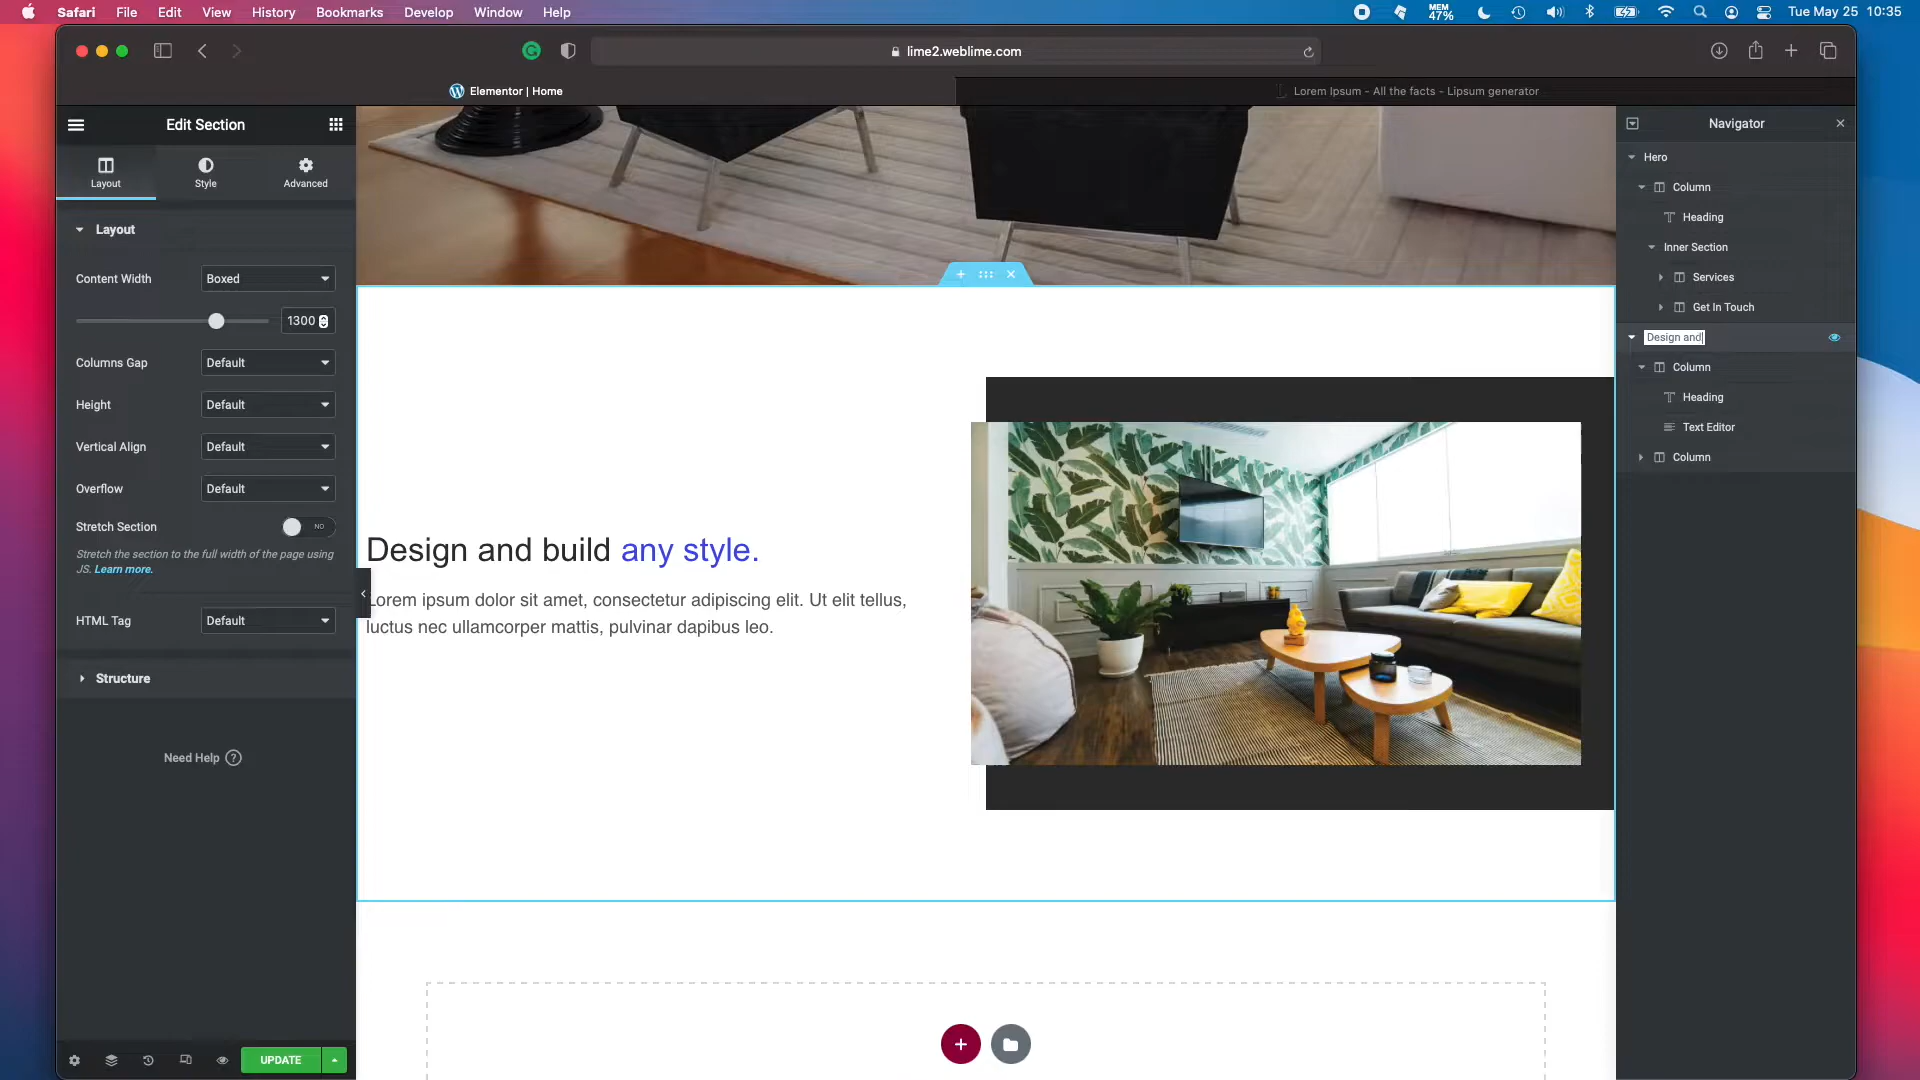 Safari File Edit View History Bookmarks Develop Window Help
MEM
47%
Tue May 25 10:35
lime2.weblime.com
Elementor | Home
Lorem Ipsum - All the facts - Lipsum generator
Edit Section
Layout
Style
Advanced
Layout
Content Width
Boxed
1300
Columns Gap
Default
Height
Default
Vertical Align
Default
Overflow
Default
Stretch Section
NO
Stretch the section to the full width of the page using
JS. Learn more.
HTML Tag
Default
Structure
Need Help ?
UPDATE
Design and build any style.
Lorem ipsum dolor sit amet, consectetur adipiscing elit. Ut elit tellus,
luctus nec ullamcorper mattis, pulvinar dapibus leo.
Navigator
Hero
Column
Heading
Inner Section
Services
Get In Touch
Design and
Column
Heading
Text Editor
Column